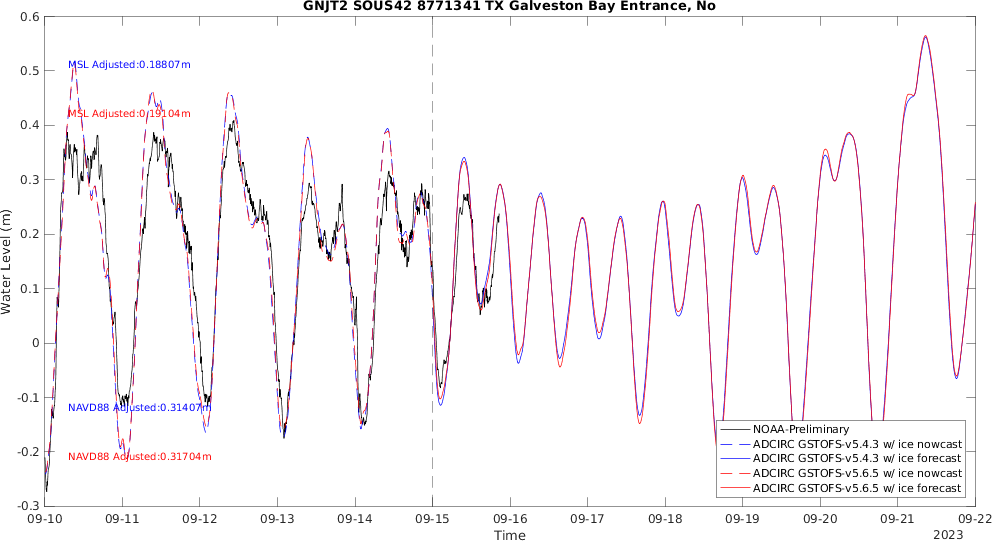 GNJT2 SOUS42 8771341 TX Galveston Bay Entrance, No
0.6
0.5
0.4
0.3
0.2
0.1
0
-0.1
-0.2
-0.3
Water Level (m)
MSL Adjusted:0.18807m
MSL Adjusted:0.19104m
NAVD88 Adjusted:0.31407m
NAVD88 Adjusted:0.31704m
NOAA-Preliminary
ADCIRC GSTOFS-v5.4.3 w/ ice nowcast
ADCIRC GSTOFS-v5.4.3 w/ ice forecast
ADCIRC GSTOFS-v5.6.5 w/ ice nowcast
ADCIRC GSTOFS-v5.6.5 w/ ice forecast
09-10 09-11 09-12 09-13 09-14 09-15 09-16 09-17 09-18 09-19 09-20 09-21 09-22
Time
2023